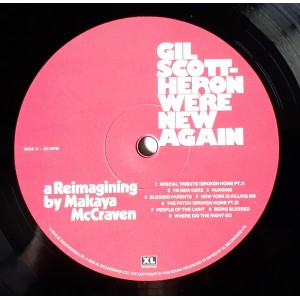 GIL
SCOTT-
HERON
WE'RE
NEW
AGAIN
SIDE A - 33 RPM
a Reimagining
by Makaya
McCraven
1 SPECIAL TRIBUTE (BROKEN HOME PT.1)
2 I'M NEW HERE 3 RUNNING
4 BLESSED PARENTS 5 NEW YORK IS KILLING ME
6 THE PATCH (BROKEN HOME PT.2)
7 PEOPLE OF THE LIGHT 8 BEING BLESSED
9 WHERE DID THE NIGHT GO
XL
RECORDINGS